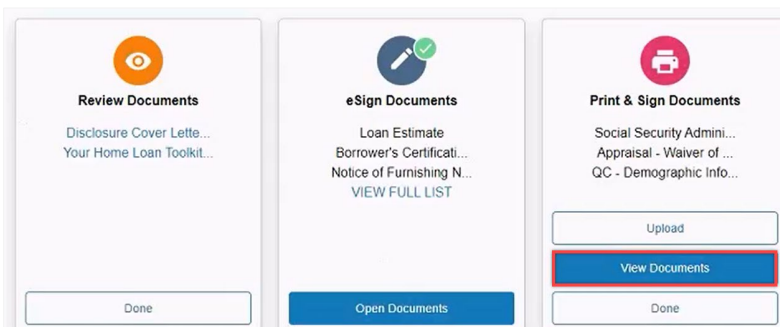 Review Documents
Disclosure Cover Lette...
Your Home Loan Toolkit...
Done
eSign Documents
Loan Estimate
Borrower's Certificati...
Notice of Furnishing N...
VIEW FULL LIST
Open Documents
Print & Sign Documents
Social Security Admini...
Appraisal - Waiver of ...
QC - Demographic Info...
Upload
View Documents
Done